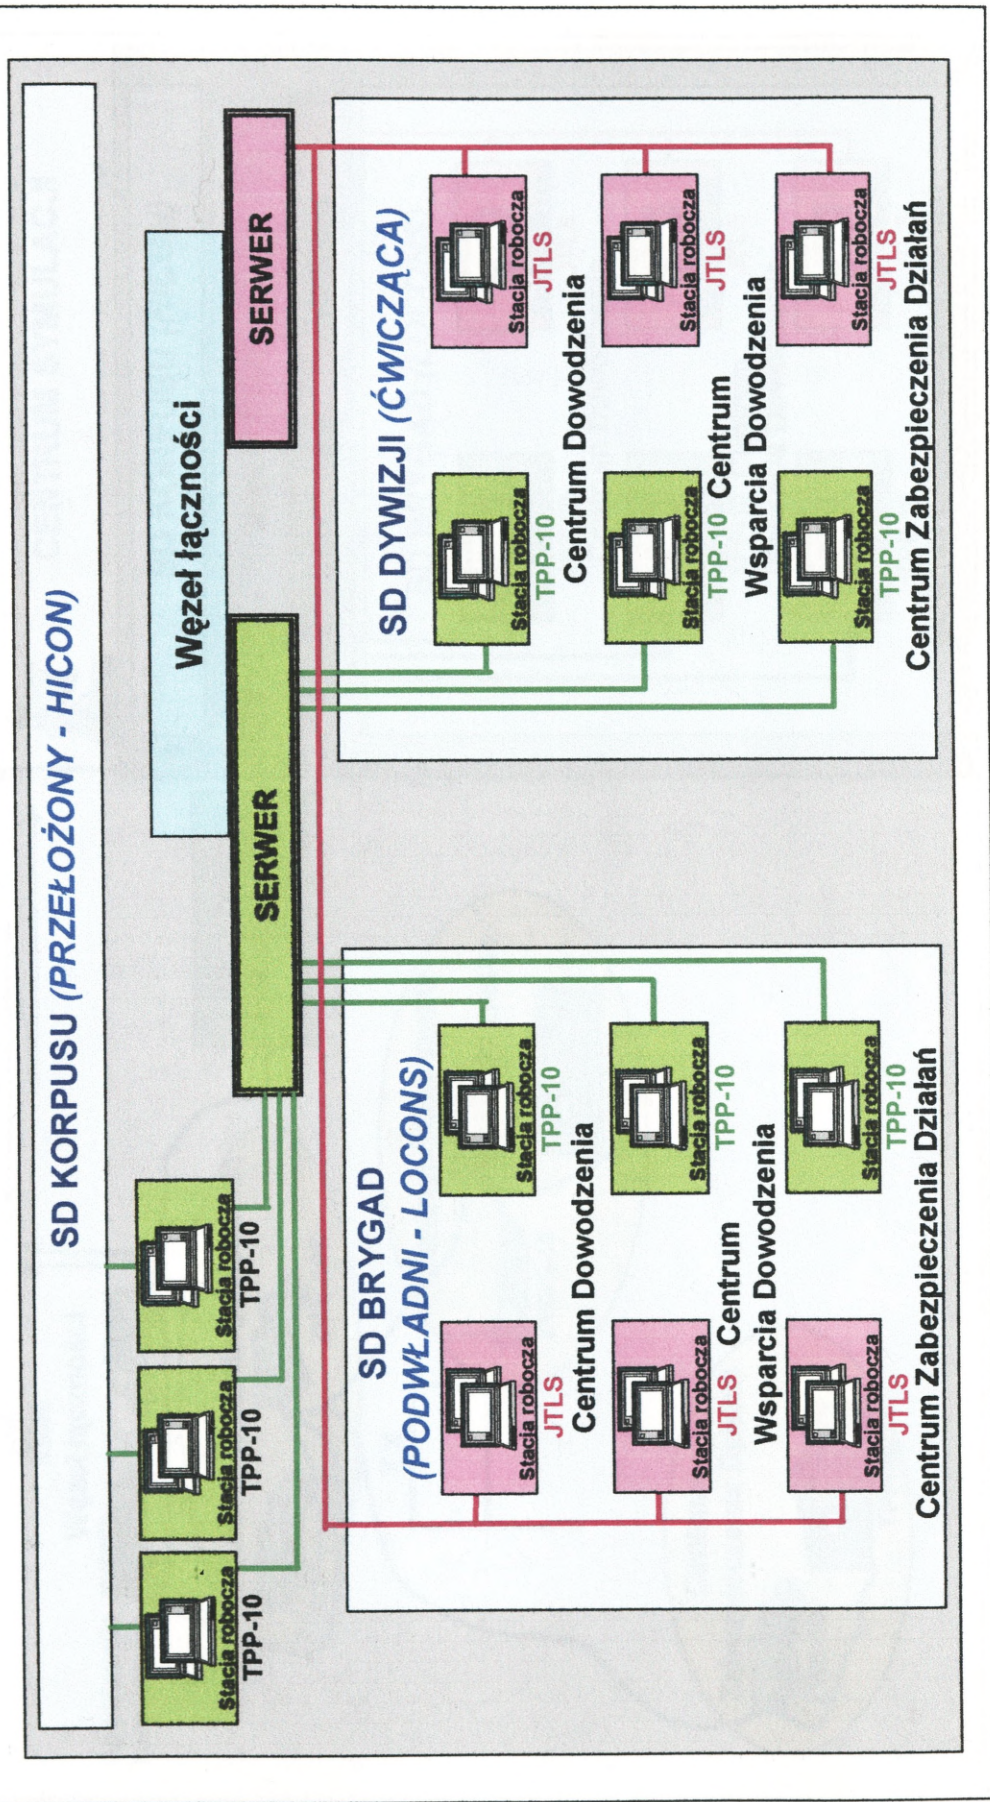 SD KORPUSU (PRZEŁOŻONY - HICON)
Stacja robocza
TPP-10
Stacja robocza
TPP-10
Stacja robocza
TPP-10
Węzeł łączności
SERWER
SERWER
SD BRYGAD
(PODWŁADNI - LOCONS)
Stacja robocza
JTLS
Stacja robocza
TPP-10
Centrum Dowodzenia
Stacja robocza
JTLS
Stacja robocza
TPP-10
Centrum
Wsparcia Dowodzenia
Stacja robocza
JTLS
Stacja robocza
TPP-10
Centrum Zabezpieczenia Działań
SD DYWIZJI (ĆWICZĄCA)
Stacja robocza
TPP-10
Stacja robocza
JTLS
Centrum Dowodzenia
Stacja robocza
TPP-10
Stacja robocza
JTLS
Centrum
Wsparcia Dowodzenia
Stacja robocza
TPP-10
Stacja robocza
JTLS
Centrum Zabezpieczenia Działań